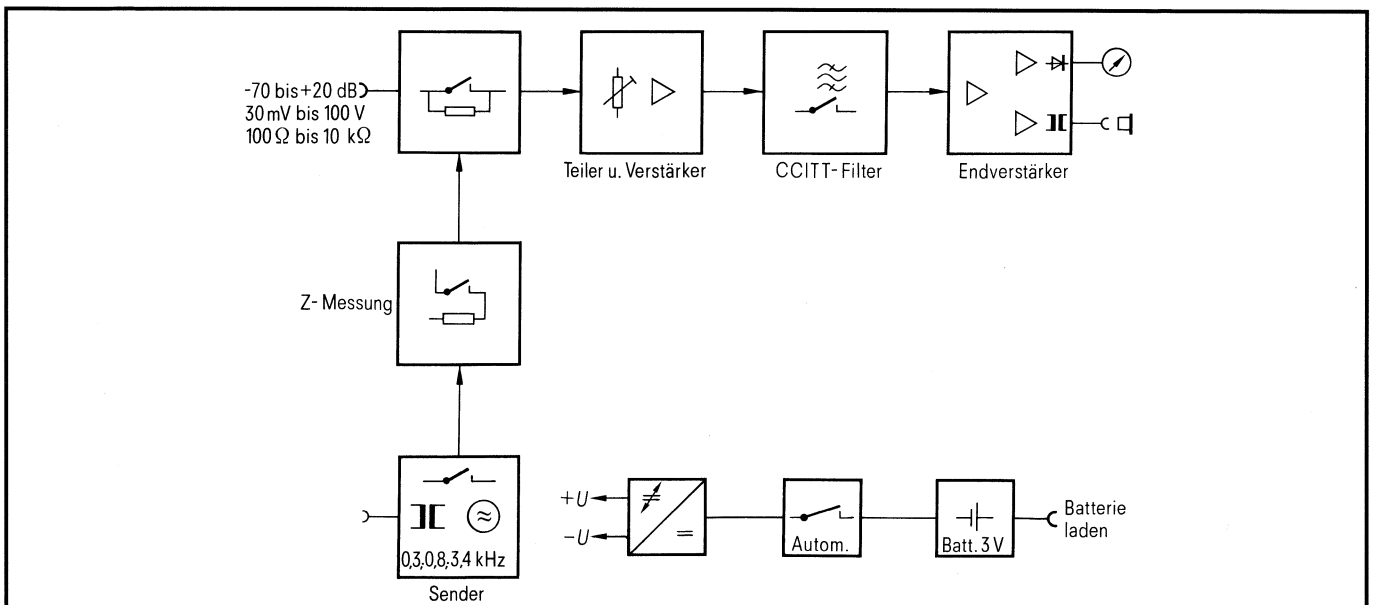 -70 bis +20 dB
30 mV bis 100 V
100 Ω bis 10 kΩ
Teiler u. Verstärker
CCITT-Filter
Endverstärker
Z-Messung
0,3;0,8;3,4 kHz
Sender
+U
-U
=
Autom.
Batt. 3 V
Batterie
laden